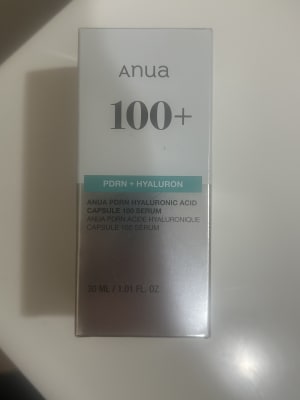 Anua
100+
PDRN + HYALURON
ANUA PDRN HYALURONIC ACID
CAPSULE 100 SERUM
ANUA PDRN ACIDE HYALURONIQUE
CAPSULE 100 SÉRUM
30 ML / 1.01 FL. OZ.